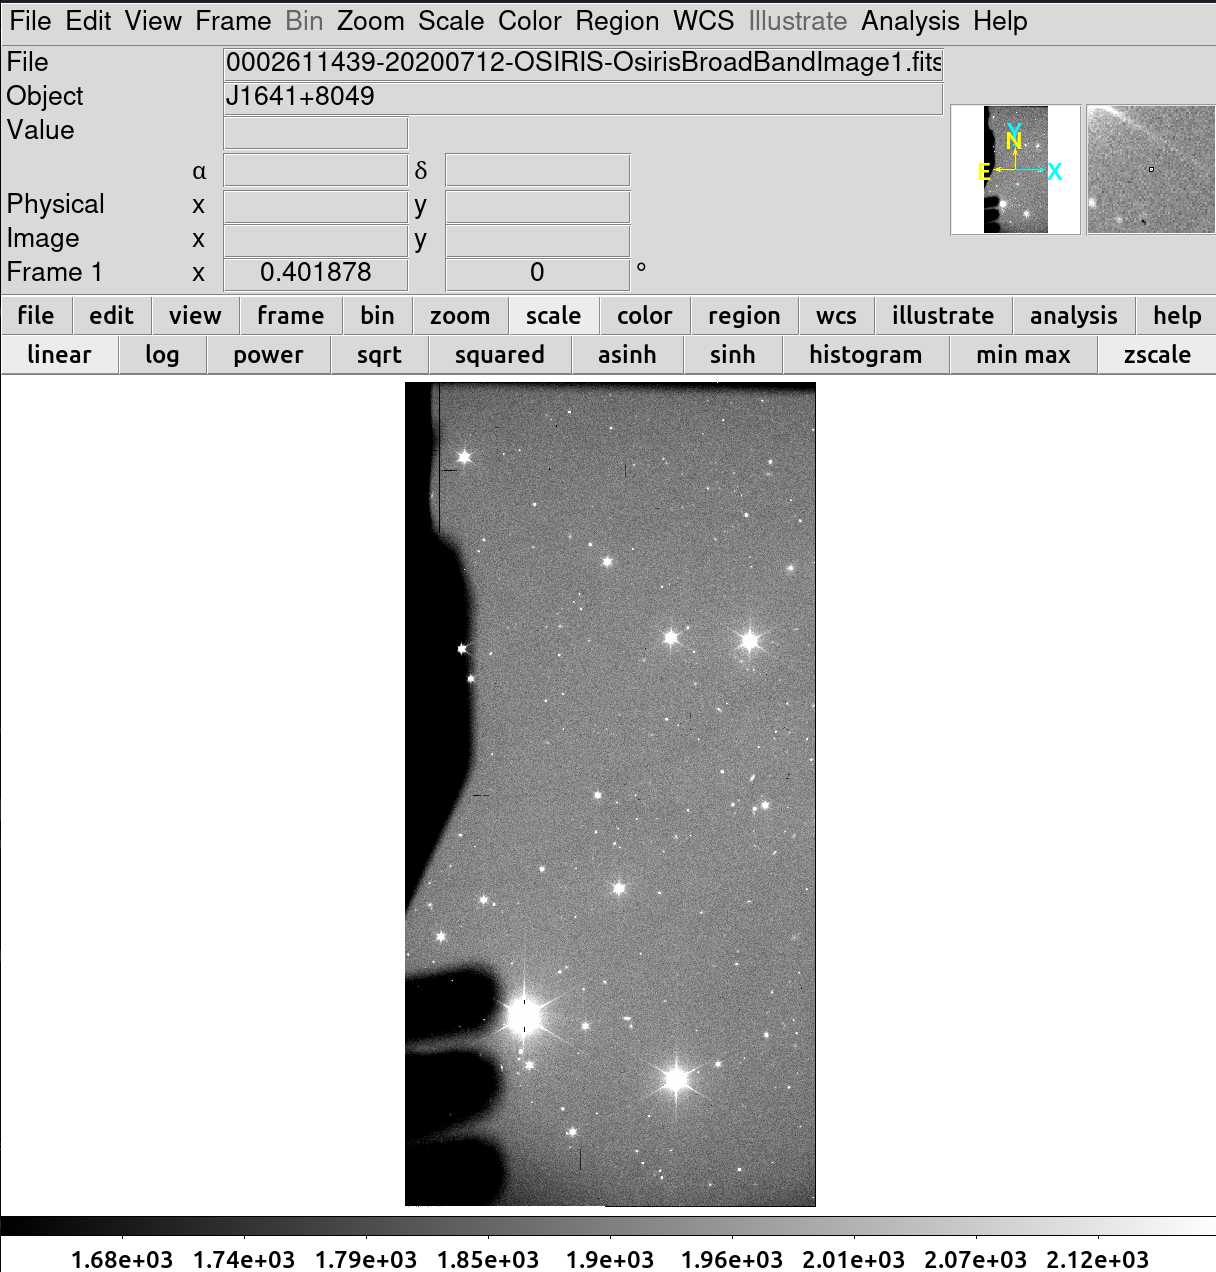 File Edit View Frame Bin Zoom Scale Color Region WCS Illustrate Analysis Help
File 0002611439-20200712-OSIRIS-OsirisBroadBandImage1.fits
Object J1641+8049
Value
α δ
Physical x y
Image x y
Frame 1 x 0.401878 0 °
Y
N
E X
file edit view frame bin zoom scale color region wcs illustrate analysis help
linear log power sqrt squared asinh sinh histogram min max zscale
1.68e+03 1.74e+03 1.79e+03 1.85e+03 1.9e+03 1.96e+03 2.01e+03 2.07e+03 2.12e+03